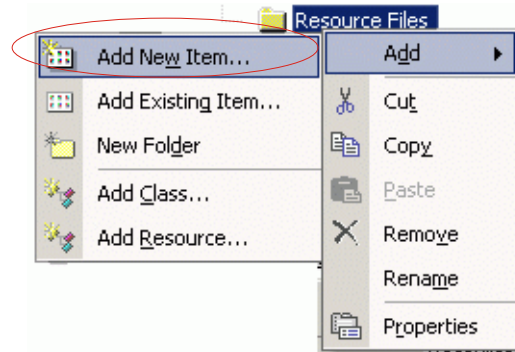 Resource Files
Add New Item...
Add Existing Item...
New Folder
Add Class...
Add Resource...
Add
Cut
Copy
Paste
Remove
Rename
Properties